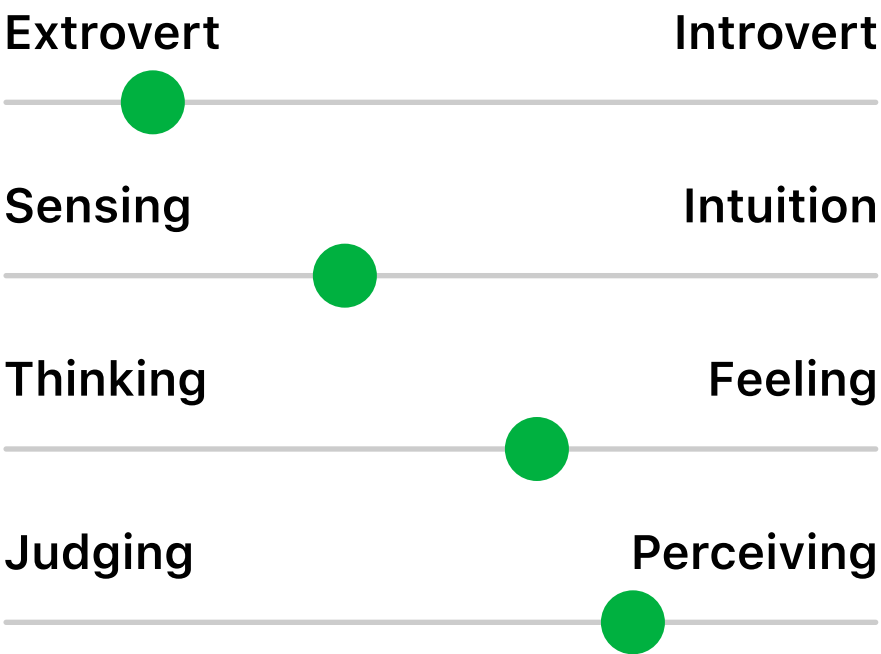 Extrovert Introvert
Sensing Intuition
Thinking Feeling
Judging Perceiving